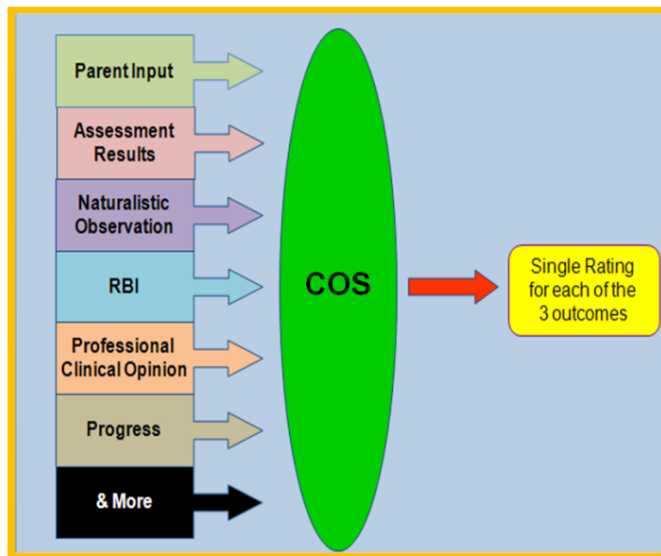 Parent Input
Assessment
Results
Naturalistic
Observation
RBI
Professional
Clinical Opinion
Progress
& More
COS
Single Rating
for each of the
3 outcomes